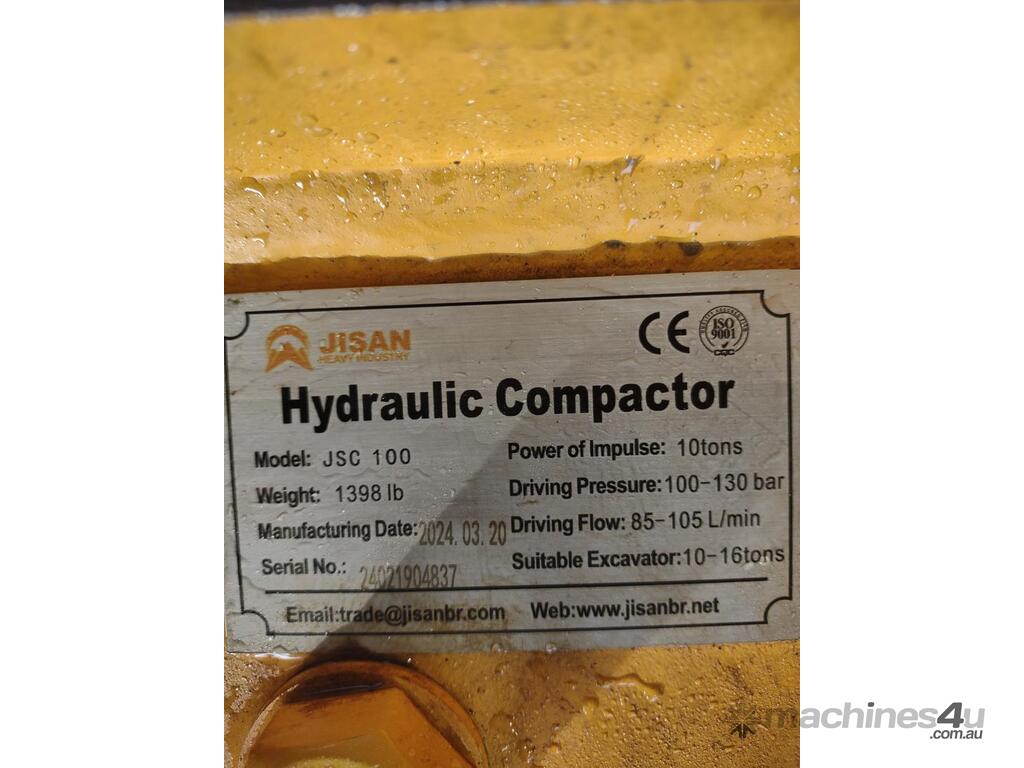 JISAN
HEAVY INDUSTRY
CE
ISO
9001
CQC
Hydraulic Compactor
Model: JSC 100
Weight: 1398 lb
Manufacturing Date: 2024. 03. 20
Serial No.: 24021904837
Power of Impulse: 10tons
Driving Pressure: 100-130 bar
Driving Flow: 85-105 L/min
Suitable Excavator: 10-16tons
Email:trade@jisanbr.com Web:www.jisanbr.net
machines4u
.com.au